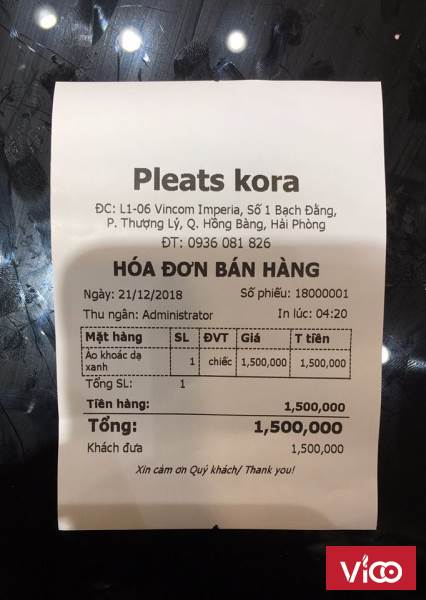 Pleats kora
ĐC: L1-06 Vincom Imperia, Số 1 Bạch Đằng,
P. Thượng Lý, Q. Hồng Bàng, Hải Phòng
ĐT: 0936 081 826
HÓA ĐƠN BÁN HÀNG
Ngày: 21/12/2018 Số phiếu: 18000001
Thu ngân: Administrator In lúc: 04:20
Mặt hàng SL ĐVT Giá T tiền
Áo khoác dạ 1 chiếc 1,500,000 1,500,000
xanh
Tổng SL: 1
Tiền hàng: 1,500,000
Tổng: 1,500,000
Khách đưa 1,500,000
Xin cảm ơn Quý khách/ Thank you!
Vioo